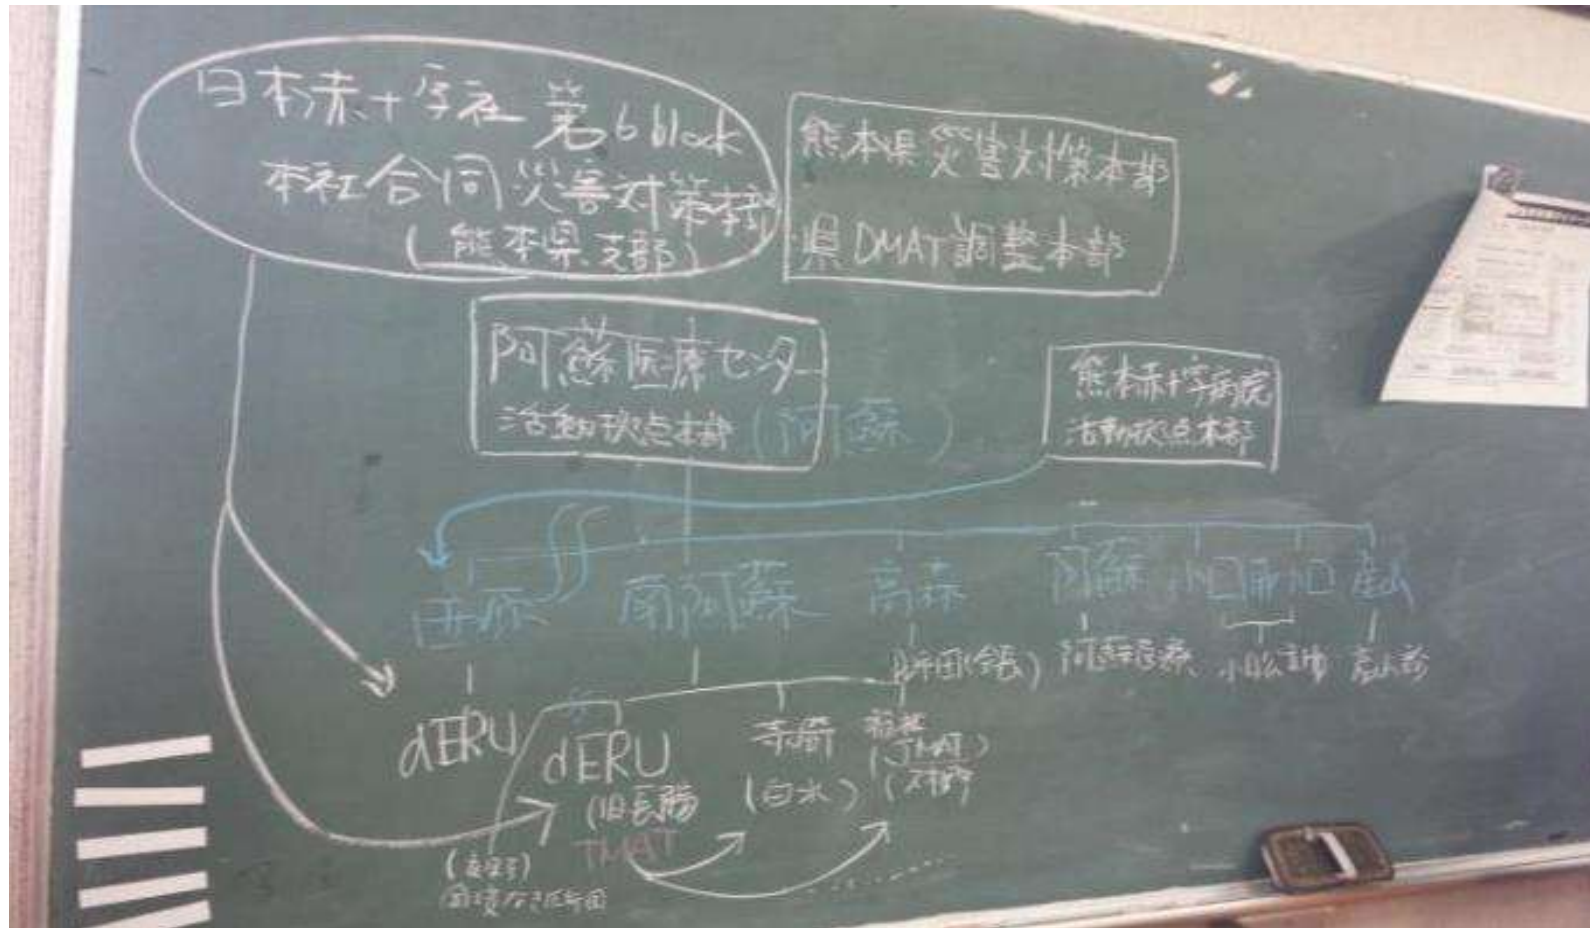 日本赤十字社 第6block
本社合同災害対策本部
(熊本県支部)
熊本県災害対策本部
県DMAT調整本部
阿蘇医療センター
活動拠点本部
(阿蘇)
熊本赤十字病院
活動拠点本部
西原
南阿蘇
高森
阿蘇
小国
南小国
産山
阿蘇医療
dERU
dERU
(旧長陽
TMAT
(白水)
(JMAT)